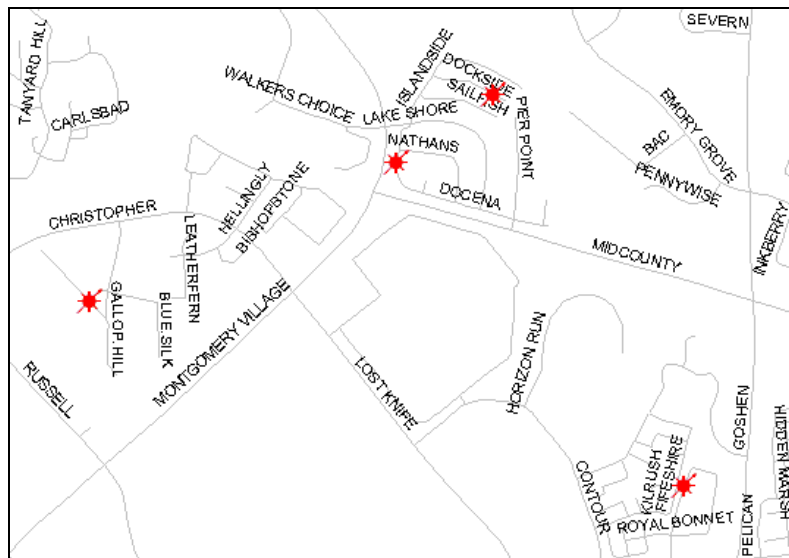 SEVERN
TANYARD HILL
WALKERS CHOICE
ISLANDSIDE
DOCKSIDE
SAILFISH
CARLSBAD
LAKE SHORE
PIER POINT
EMORY GROVE
NATHANS
BAC
PENNYWISE
HELLINGLY
BISHOPSTONE
DOCENA
CHRISTOPHER
LEATHERFERN
MIDCOUNTY
INKBERRY
GALLOP HILL
BLUE SILK
MONTGOMERY VILLAGE
RUSSELL
LOST KNIFE
HORIZON RUN
GOSHEN
HIDDEN MARSH
CONTOUR
KILRUSH
FIFESHIRE
ROYAL BONNET
PELICAN